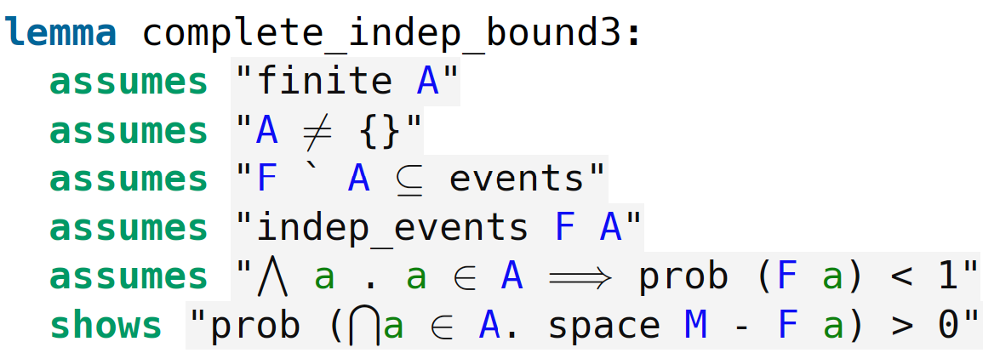 lemma complete_indep_bound3:
assumes "finite A"
assumes "A ≠ {}"
assumes "F ` A ⊆ events"
assumes "indep_events F A"
assumes "⋀ a . a ∈ A ⟹ prob (F a) < 1"
shows "prob (⋂a ∈ A. space M - F a) > 0"